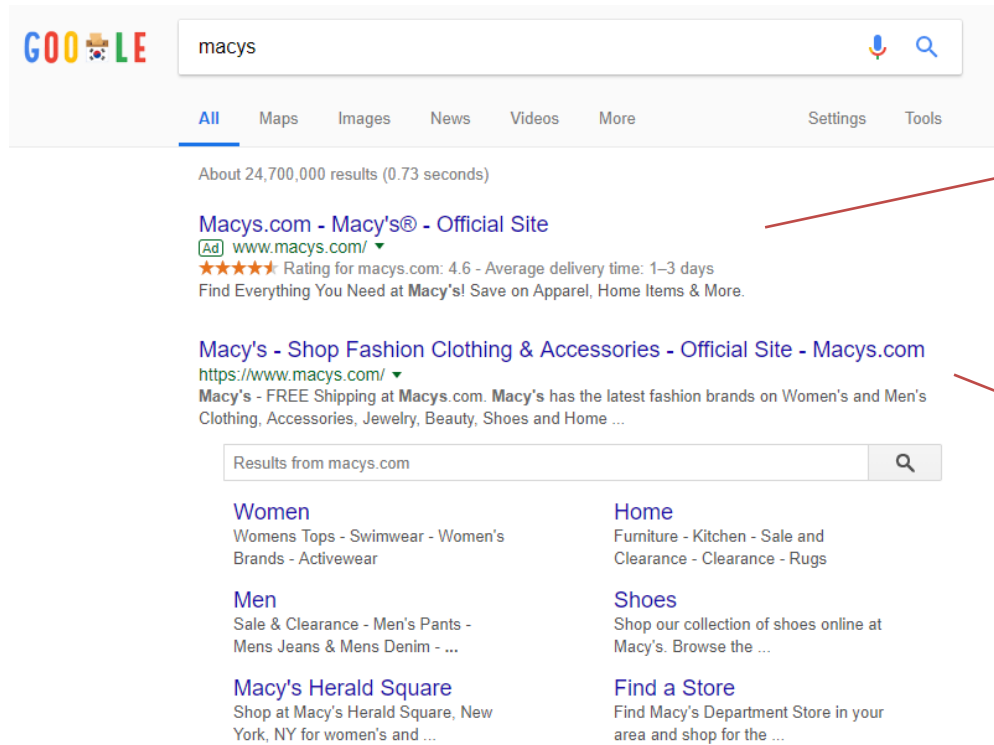 GOOGLE
macys
All Maps Images News Videos More Settings Tools
About 24,700,000 results (0.73 seconds)
Macys.com - Macy's® - Official Site
Ad www.macys.com/
Rating for macys.com: 4.6 - Average delivery time: 1–3 days
Find Everything You Need at Macy's! Save on Apparel, Home Items & More.
Macy's - Shop Fashion Clothing & Accessories - Official Site - Macys.com
https://www.macys.com/
Macy's - FREE Shipping at Macys.com. Macy's has the latest fashion brands on Women's and Men's
Clothing, Accessories, Jewelry, Beauty, Shoes and Home ...
Results from macys.com
Women
Womens Tops - Swimwear - Women's
Brands - Activewear
Home
Furniture - Kitchen - Sale and
Clearance - Clearance - Rugs
Men
Sale & Clearance - Men's Pants -
Mens Jeans & Mens Denim - ...
Shoes
Shop our collection of shoes online at
Macy's. Browse the ...
Macy's Herald Square
Shop at Macy's Herald Square, New
York, NY for women's and ...
Find a Store
Find Macy's Department Store in your
area and shop for the ...